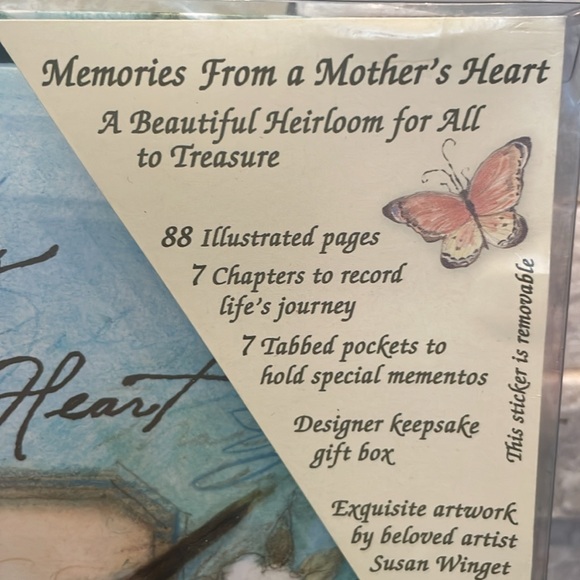 Memories From a Mother's Heart
A Beautiful Heirloom for All
to Treasure
88 Illustrated pages
7 Chapters to record
life's journey
7 Tabbed pockets to
hold special mementos
Designer keepsake
gift box
Exquisite artwork
by beloved artist
Susan Winget
This sticker is removable
Heart